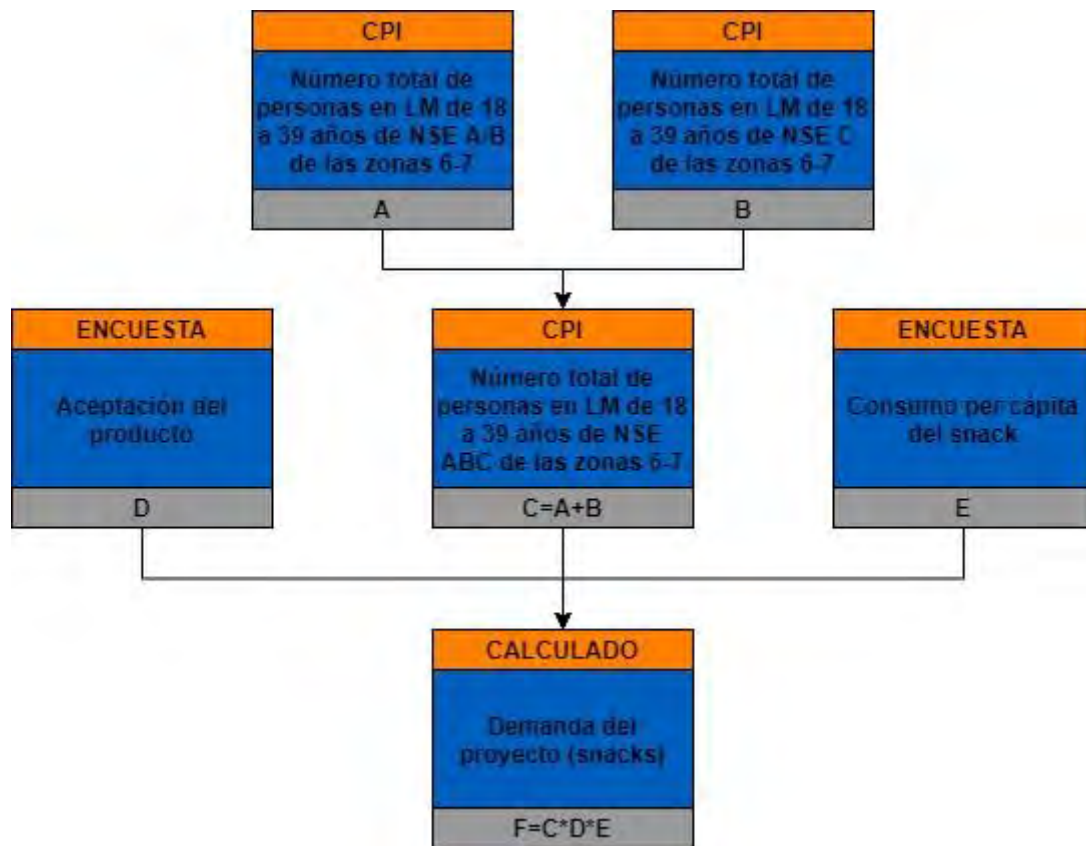 CPI
Número total de
personas en LM de 18
a 39 años de NSE A/B
de las zonas 6-7
A
CPI
Número total de
personas en LM de 18
a 39 años de NSE C
de las zonas 6-7
B
ENCUESTA
Aceptación del
producto
D
CPI
Número total de
personas en LM de 18
a 39 años de NSE
ABC de las zonas 6-7
C=A+B
ENCUESTA
Consumo per cápita
del snack
E
CALCULADO
Demanda del
proyecto (snacks)
F=C*D*E